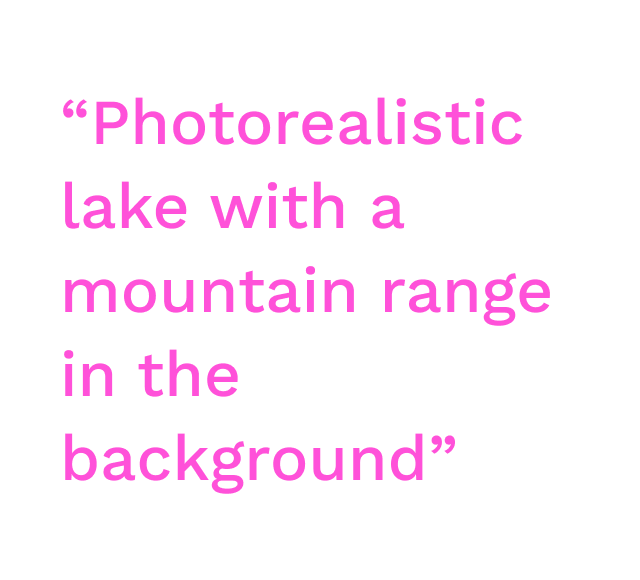 “Photorealistic
lake with a
mountain range
in the
background”